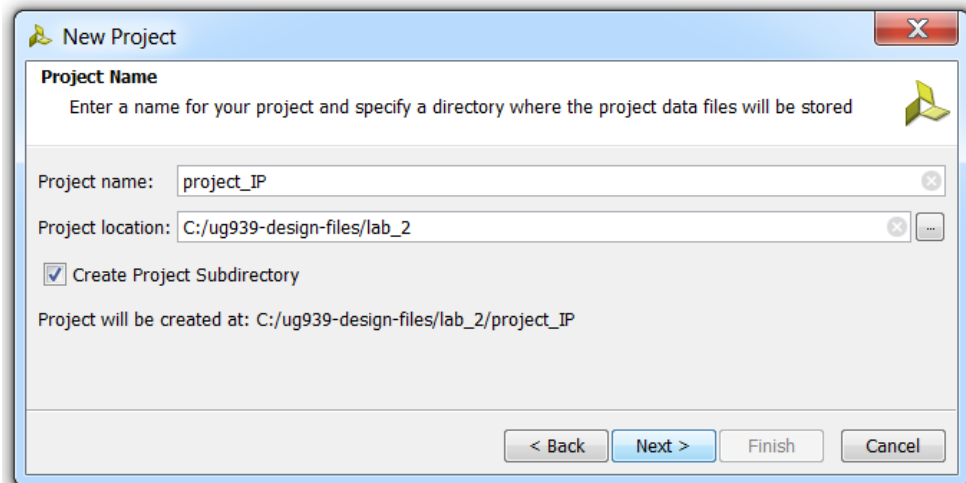 New Project
Project Name
Enter a name for your project and specify a directory where the project data files will be stored
Project name: project_IP
Project location: C:/ug939-design-files/lab_2 ...
Create Project Subdirectory
Project will be created at: C:/ug939-design-files/lab_2/project_IP
< Back Next > Finish Cancel